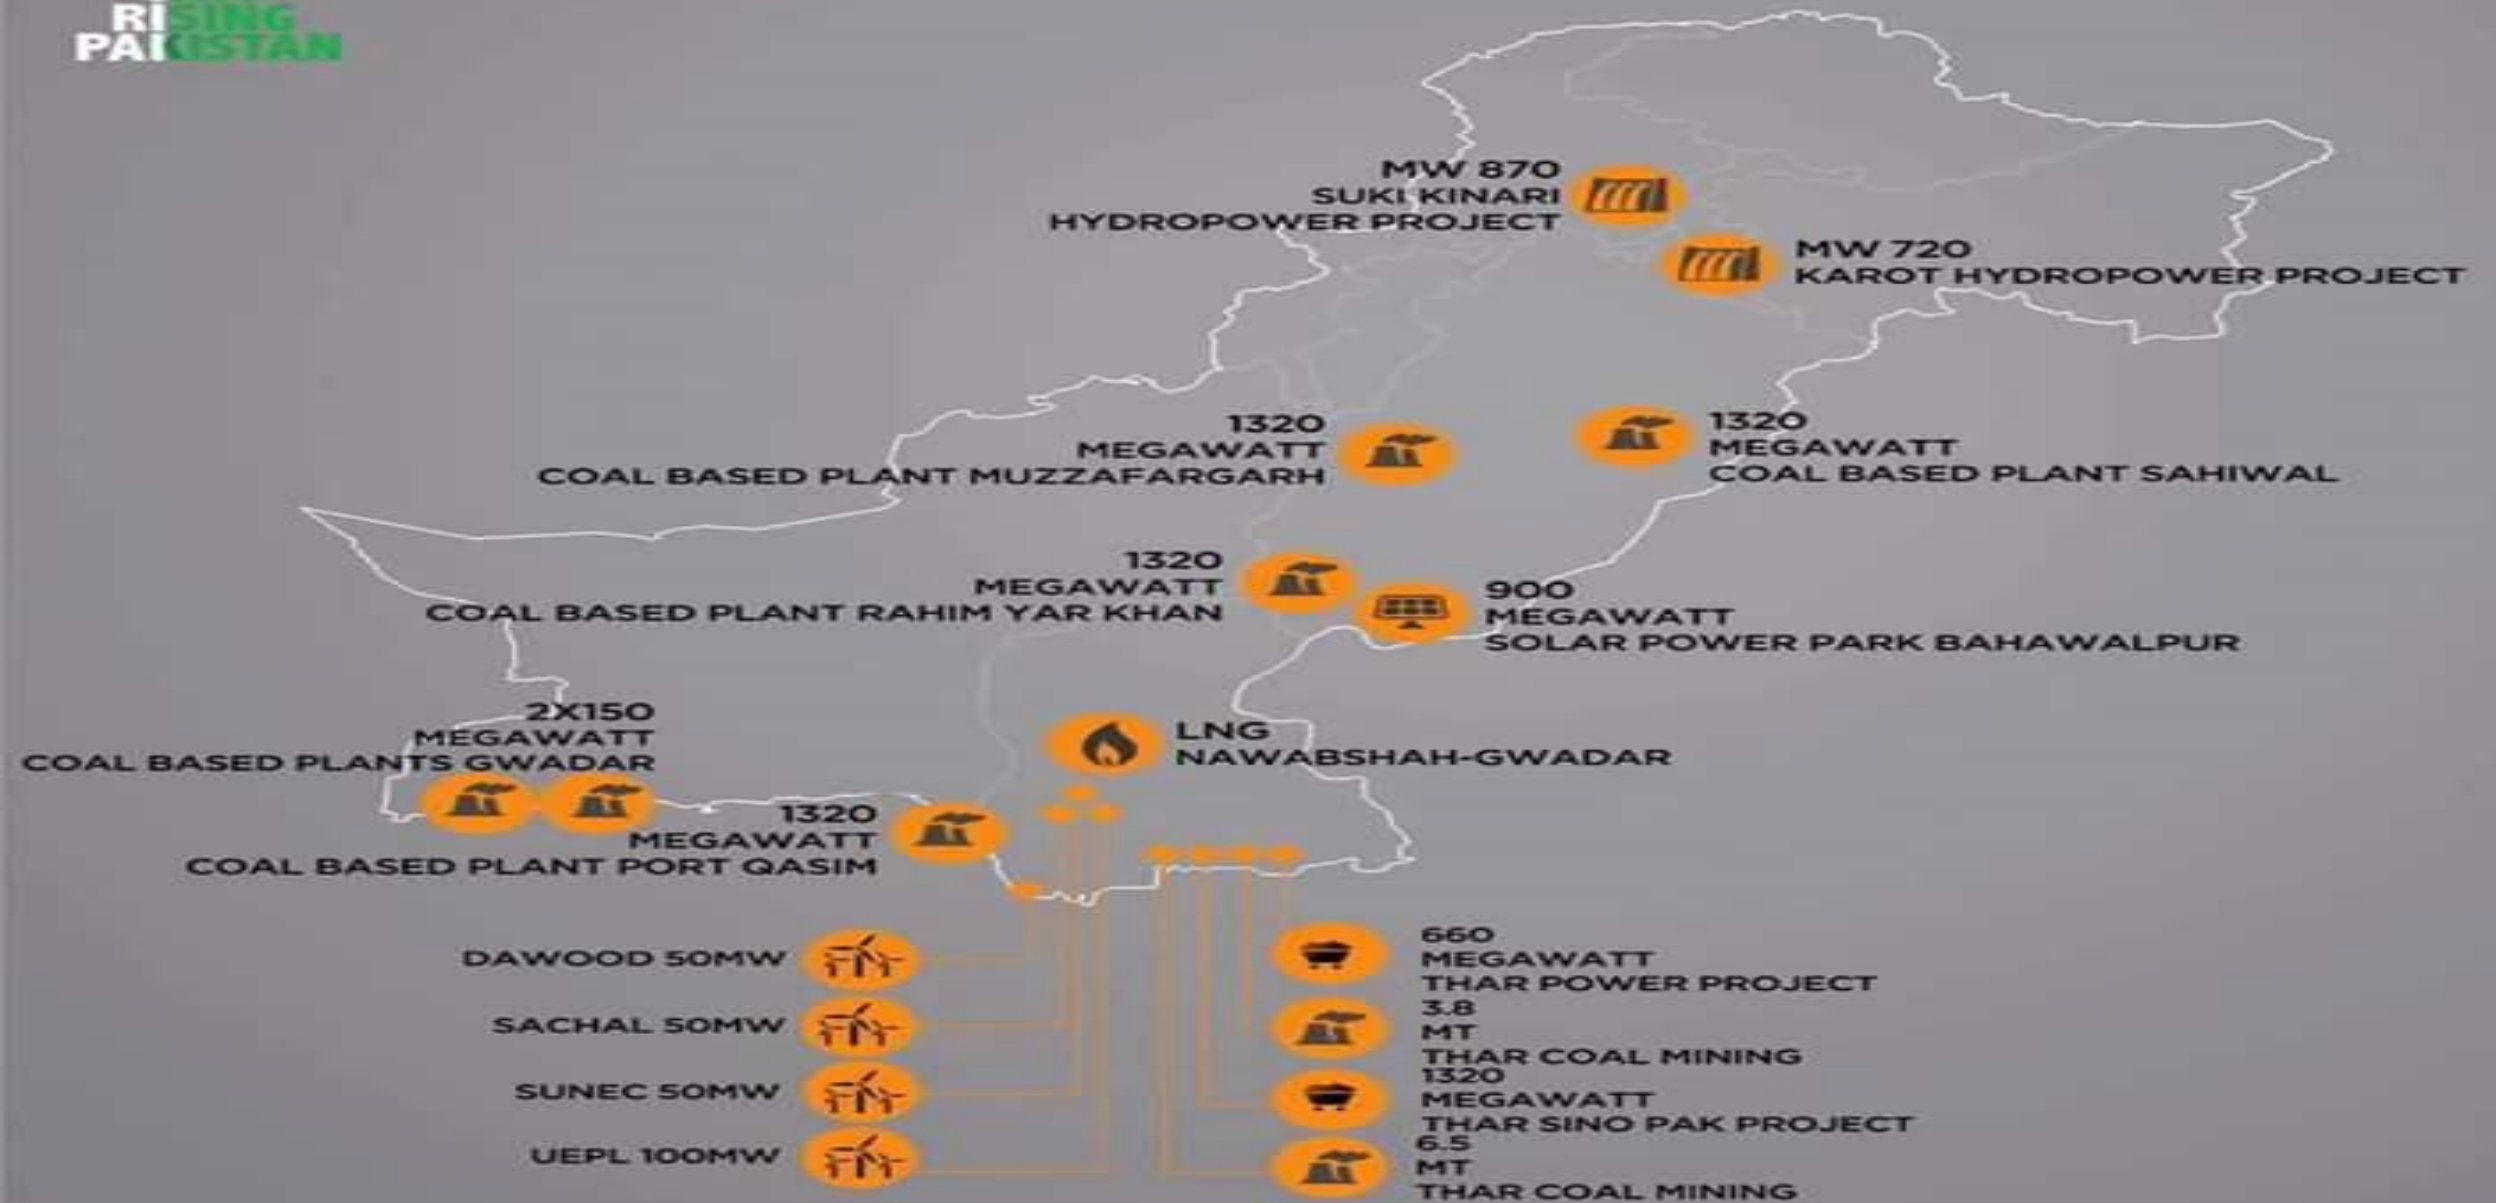 RISING
PAKISTAN
MW 870
SUKI KINARI
HYDROPOWER PROJECT
MW 720
KAROT HYDROPOWER PROJECT
1320
MEGAWATT
COAL BASED PLANT MUZZAFARGARH
1320
MEGAWATT
COAL BASED PLANT SAHIWAL
1320
MEGAWATT
COAL BASED PLANT RAHIM YAR KHAN
900
MEGAWATT
SOLAR POWER PARK BAHAWALPUR
2X150
MEGAWATT
COAL BASED PLANTS GWADAR
LNG
NAWABSHAH-GWADAR
1320
MEGAWATT
COAL BASED PLANT PORT QASIM
DAWOOD 50MW
SACHAL 50MW
SUNEC 50MW
UEPL 100MW
660
MEGAWATT
THAR POWER PROJECT
3.8
MT
THAR COAL MINING
1320
MEGAWATT
THAR SINO PAK PROJECT
6.5
MT
THAR COAL MINING